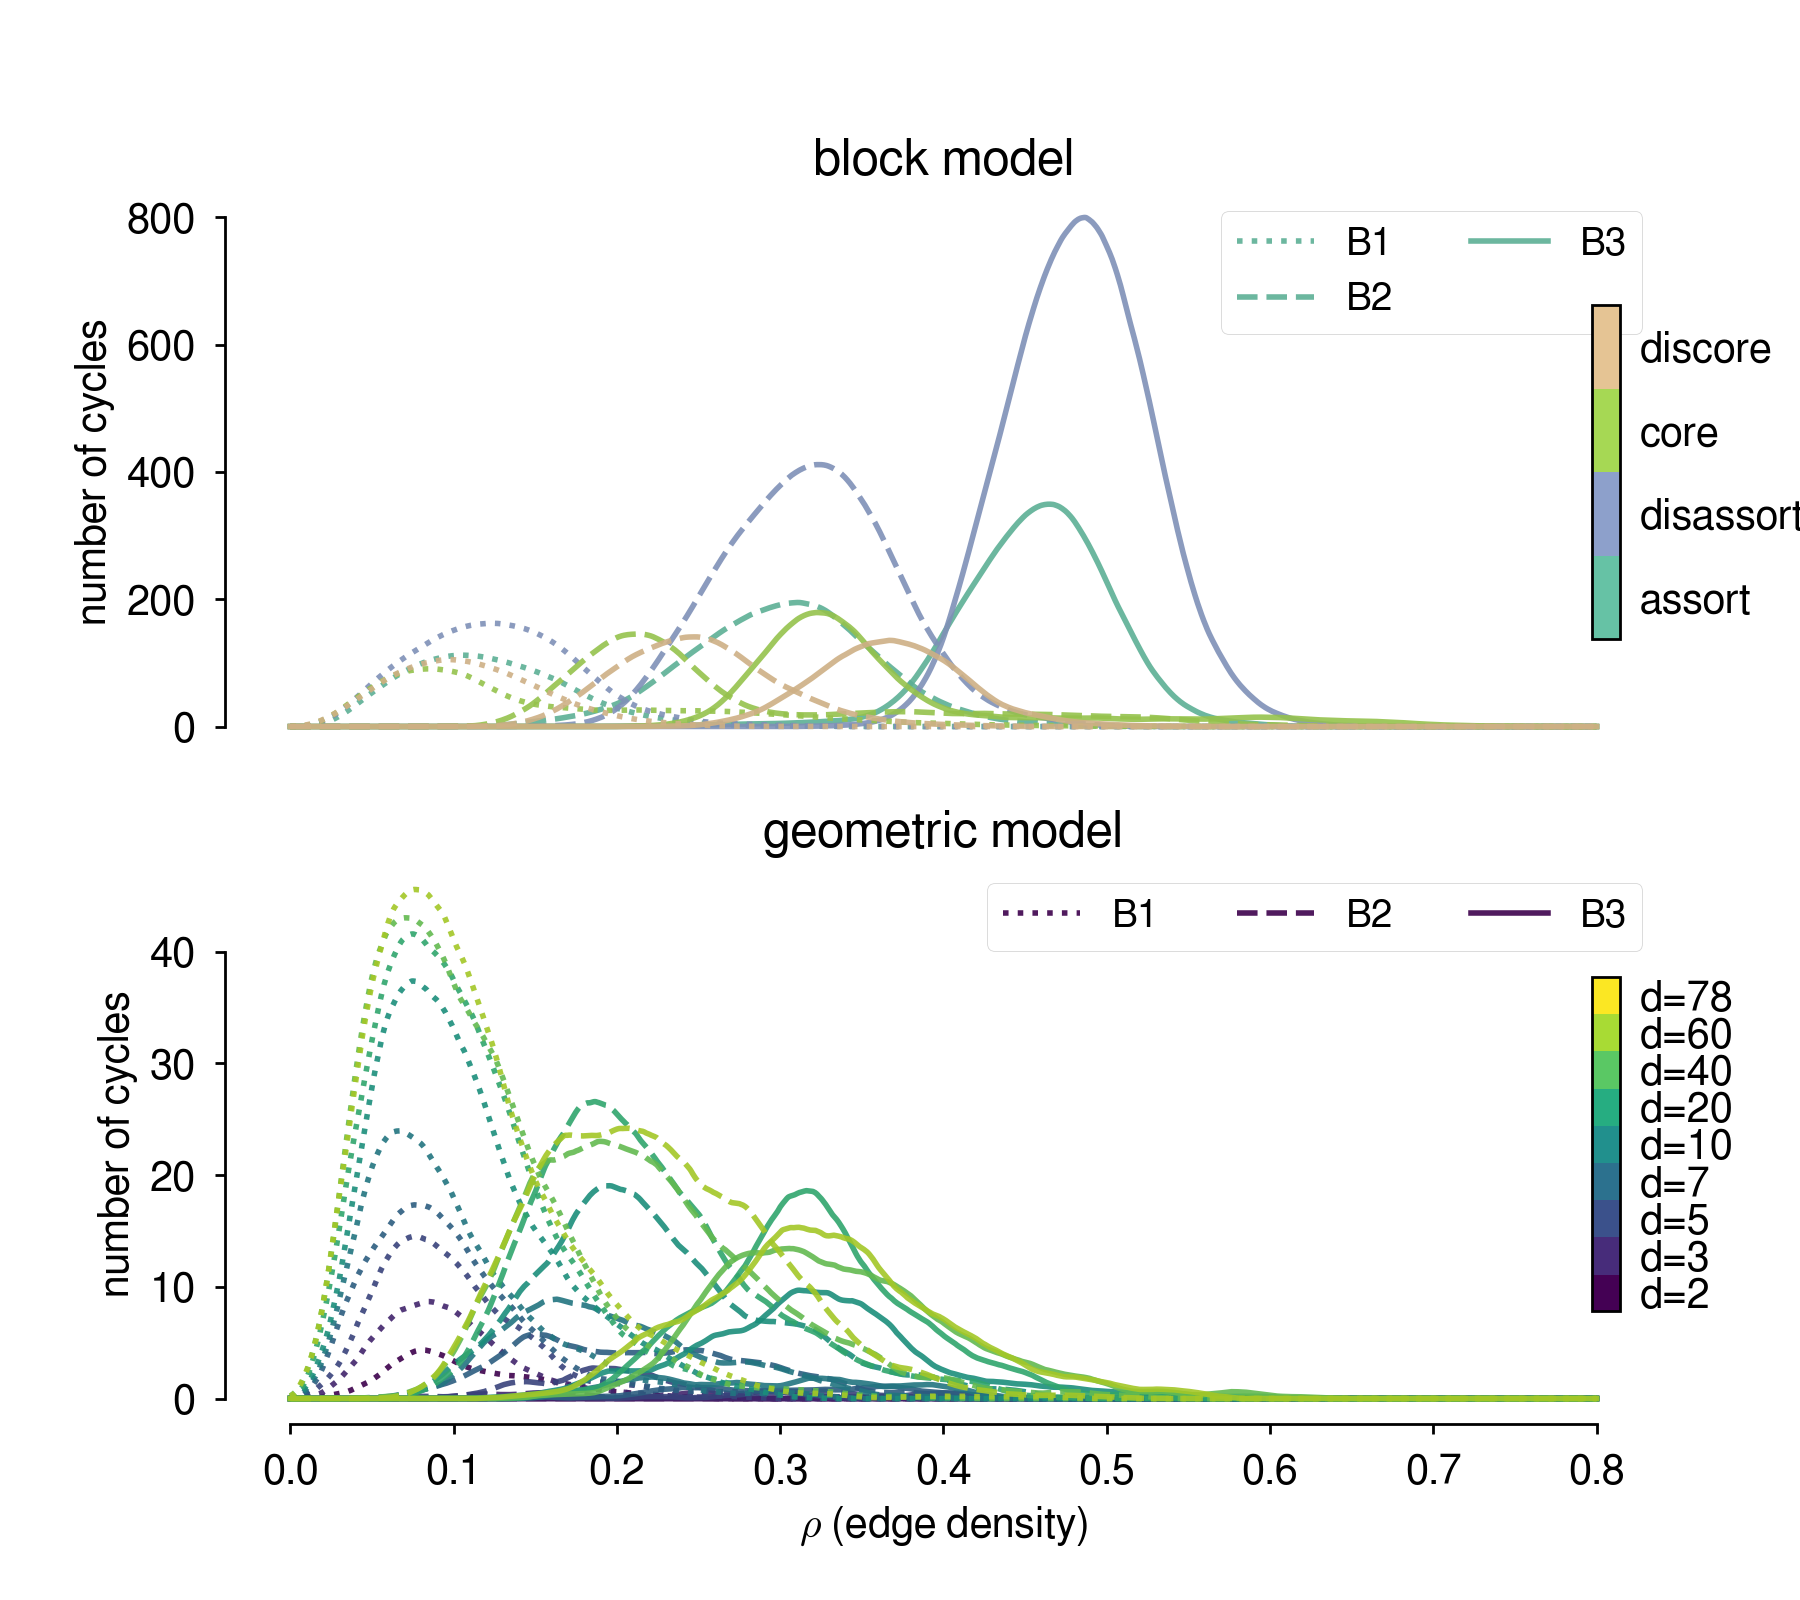 block model
800
600
400
200
0
number of cycles
B1
B2
B3
discore
core
disassort
assort
geometric model
40
30
20
10
0
number of cycles
B1
B2
B3
d=78
d=60
d=40
d=20
d=10
d=7
d=5
d=3
d=2
0.0 0.1 0.2 0.3 0.4 0.5 0.6 0.7 0.8
ρ (edge density)